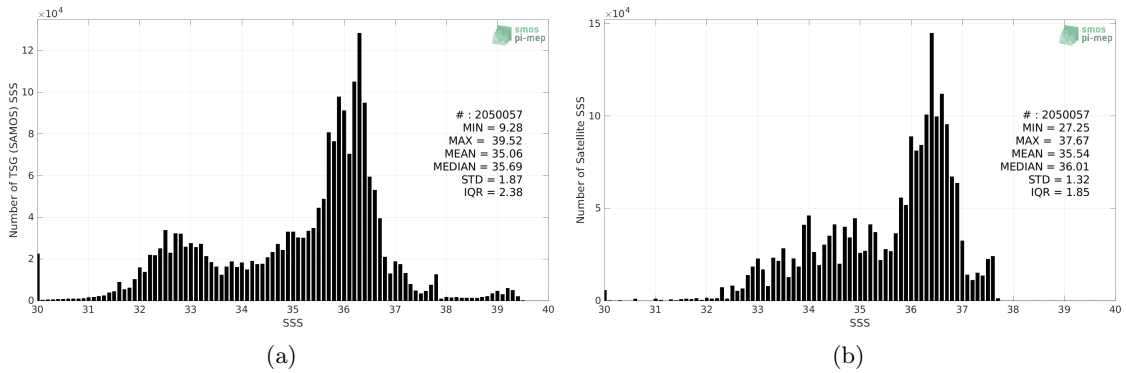 ×10⁴
12
10
8
6
4
2
0
30 31 32 33 34 35 36 37 38 39 40
SSS
Number of TSG (SAMOS) SSS
smos
pi-mep
# : 2050057
MIN = 9.28
MAX = 39.52
MEAN = 35.06
MEDIAN = 35.69
STD = 1.87
IQR = 2.38
(a)
×10⁴
15
10
5
0
30 31 32 33 34 35 36 37 38 39 40
SSS
Number of Satellite SSS
smos
pi-mep
# : 2050057
MIN = 27.25
MAX = 37.67
MEAN = 35.54
MEDIAN = 36.01
STD = 1.32
IQR = 1.85
(b)